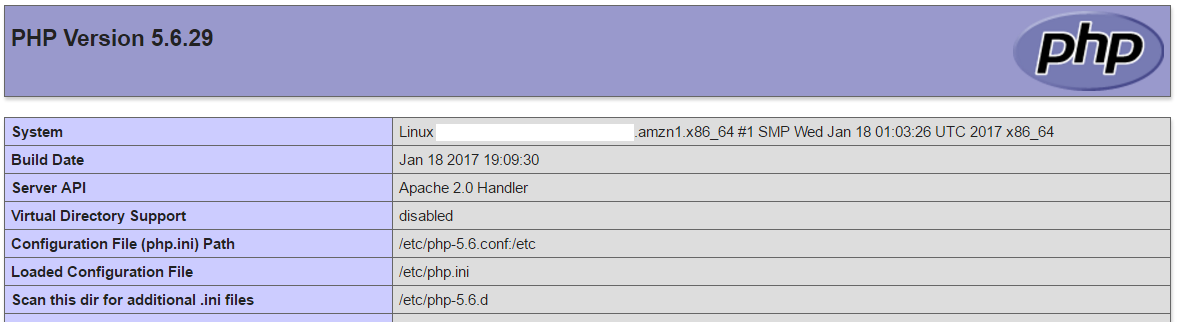 PHP Version 5.6.29
php
System Linux .amzn1.x86_64 #1 SMP Wed Jan 18 01:03:26 UTC 2017 x86_64
Build Date Jan 18 2017 19:09:30
Server API Apache 2.0 Handler
Virtual Directory Support disabled
Configuration File (php.ini) Path /etc/php-5.6.conf:/etc
Loaded Configuration File /etc/php.ini
Scan this dir for additional .ini files /etc/php-5.6.d